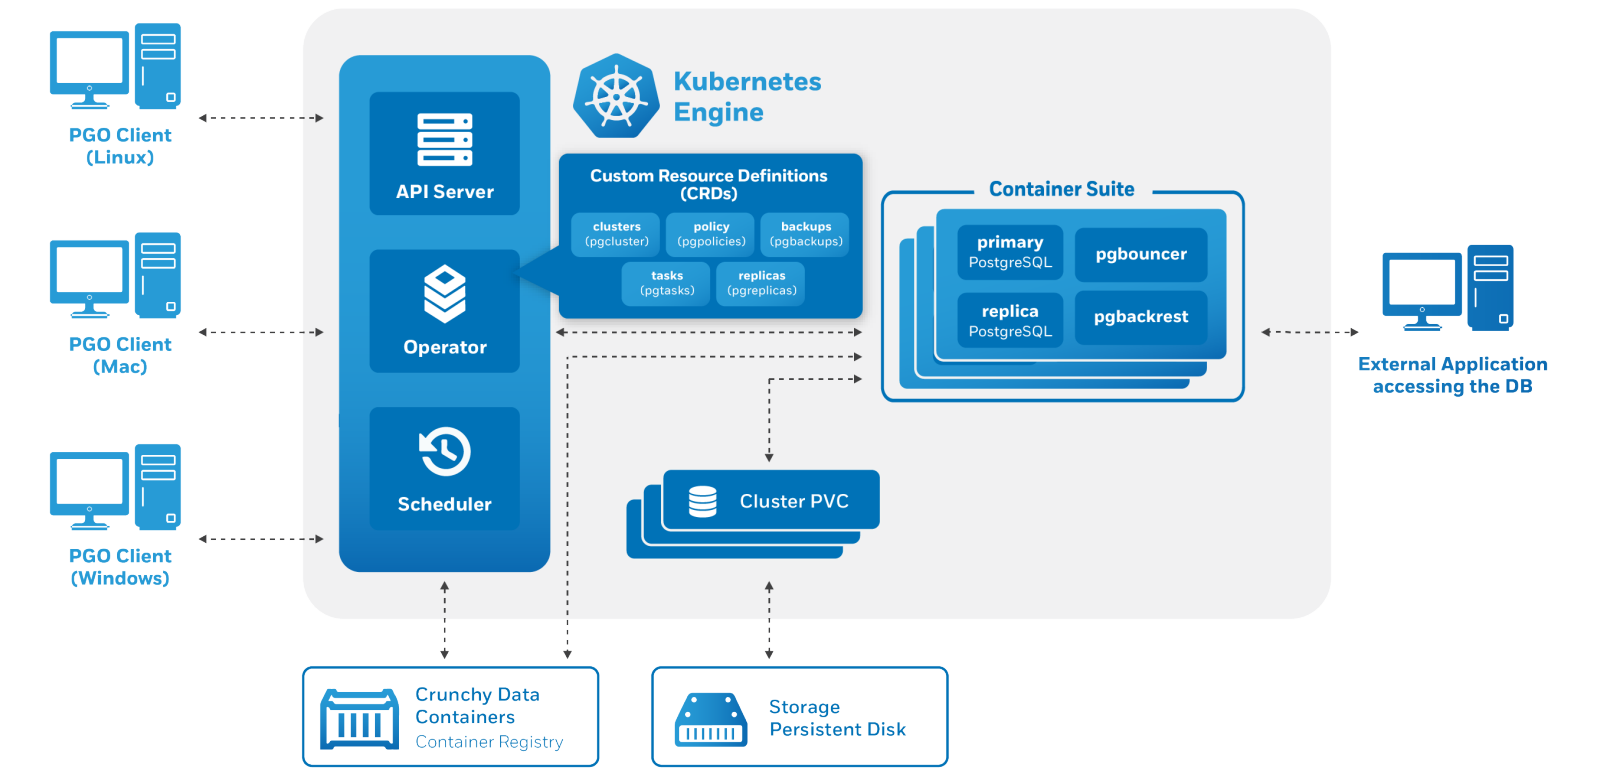 PGO Client
(Linux)
PGO Client
(Mac)
PGO Client
(Windows)
API Server
Operator
Scheduler
Kubernetes
Engine
Custom Resource Definitions
(CRDs)
clusters
(pgcluster)
policy
(pgpolicies)
backups
(pgbackups)
tasks
(pgtasks)
replicas
(pgreplicas)
Container Suite
primary
PostgreSQL
pgbouncer
replica
PostgreSQL
pgbackrest
External Application
accessing the DB
Cluster PVC
Crunchy Data
Containers
Container Registry
Storage
Persistent Disk